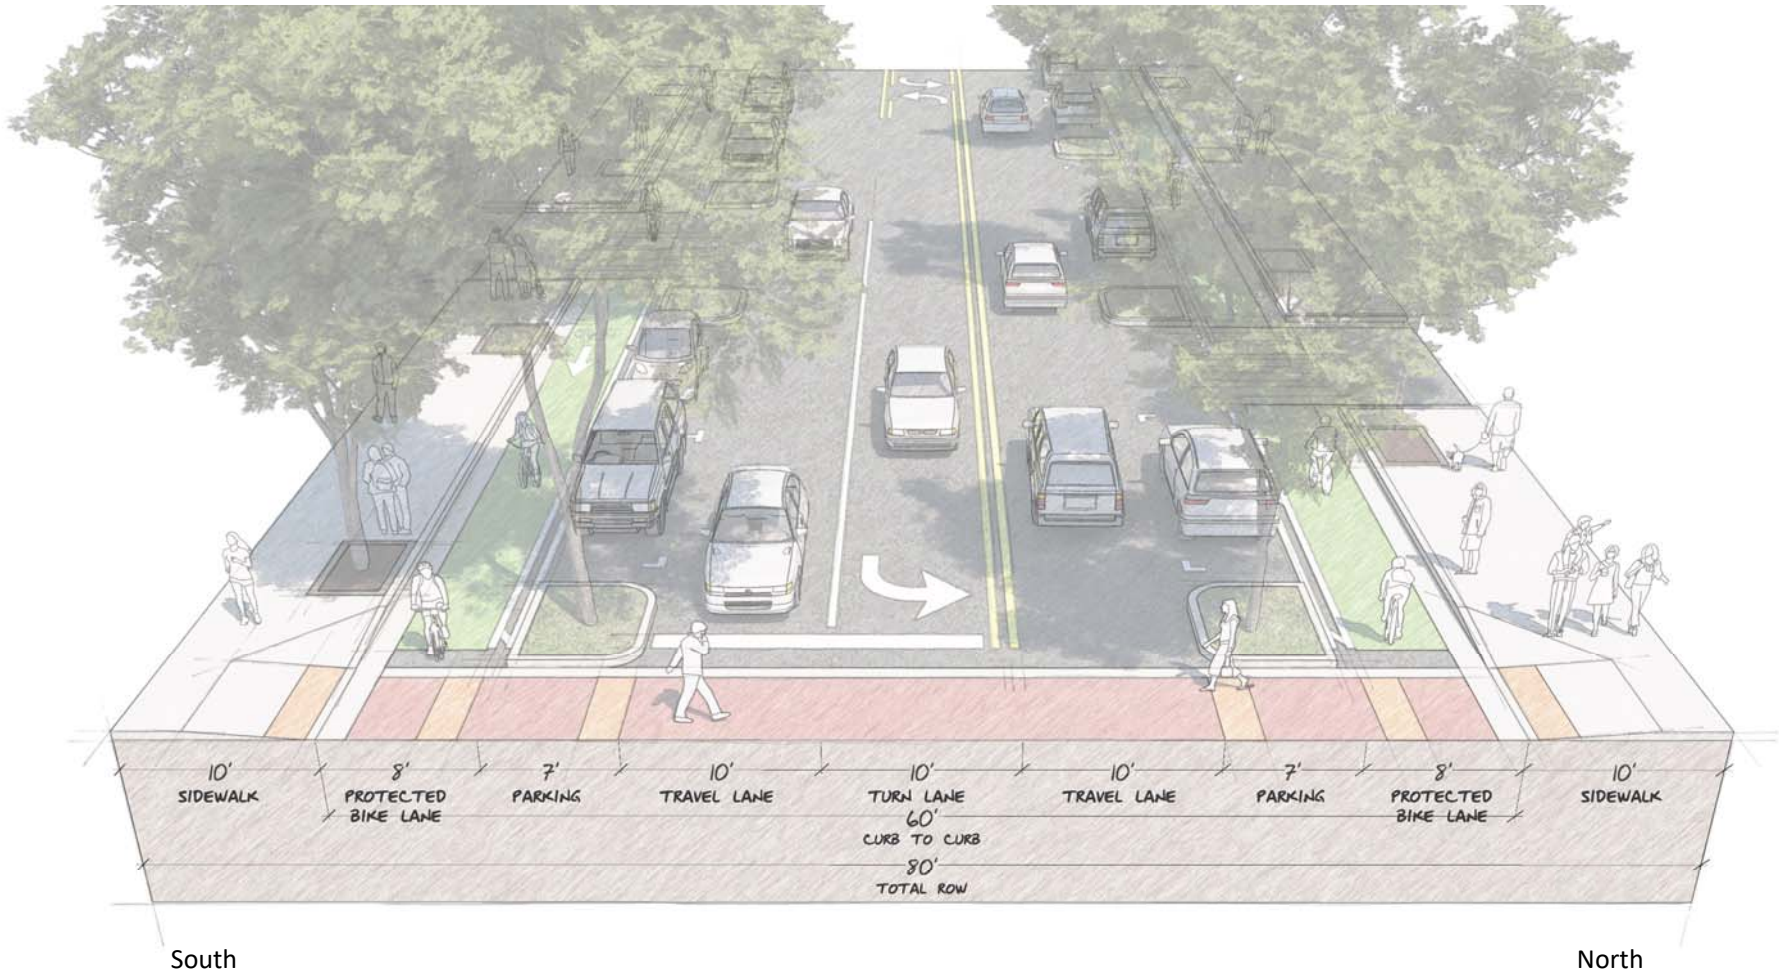 10' 8' 7' 10' 10' 10' 7' 8' 10'
SIDEWALK PROTECTED PARKING TRAVEL LANE TURN LANE TRAVEL LANE PARKING PROTECTED SIDEWALK
BIKE LANE 60' BIKE LANE
CURB TO CURB
80'
TOTAL ROW
South North